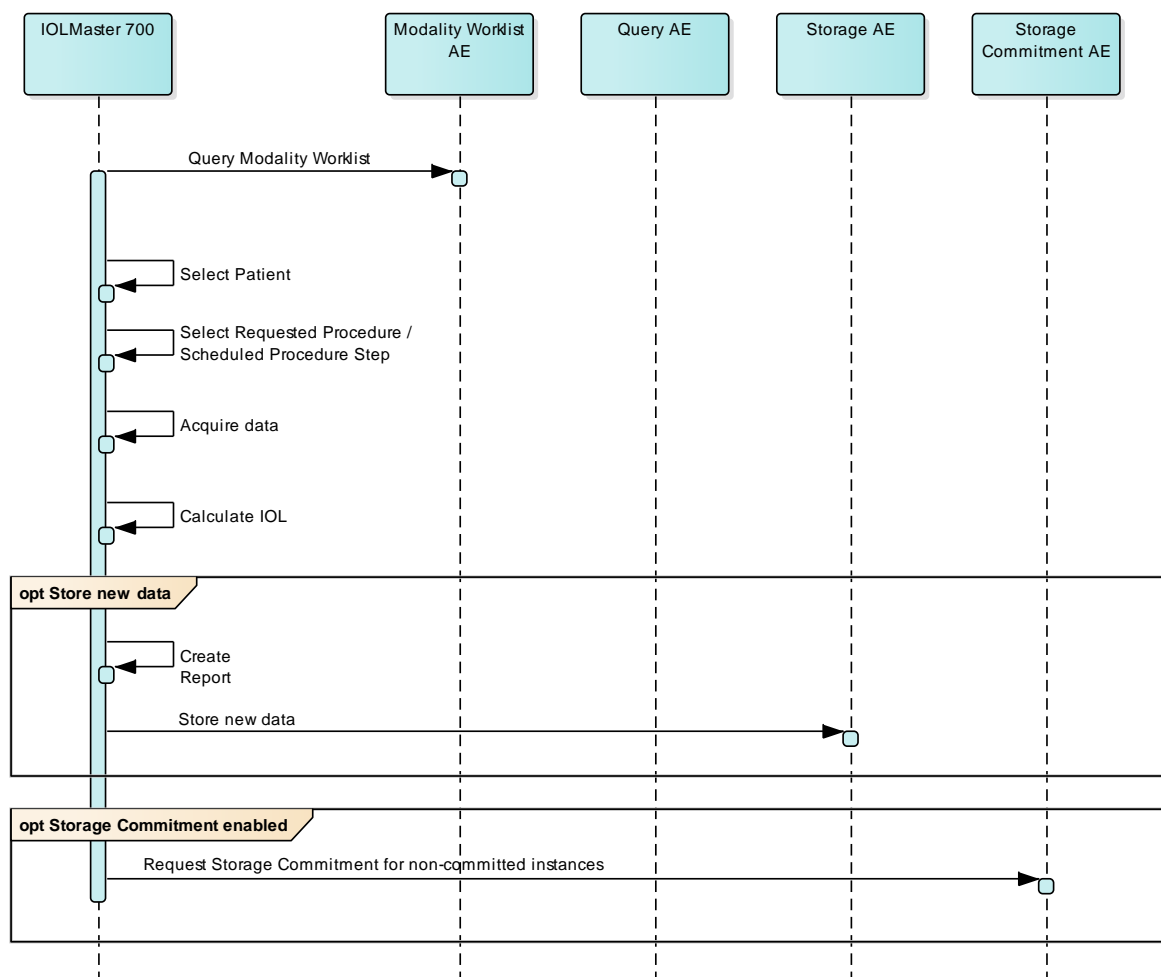 IOLMaster 700
Modality Worklist
AE
Query AE
Storage AE
Storage
Commitment AE
Query Modality Worklist
Select Patient
Select Requested Procedure /
Scheduled Procedure Step
Acquire data
Calculate IOL
opt Store new data
Create
Report
Store new data
opt Storage Commitment enabled
Request Storage Commitment for non-committed instances